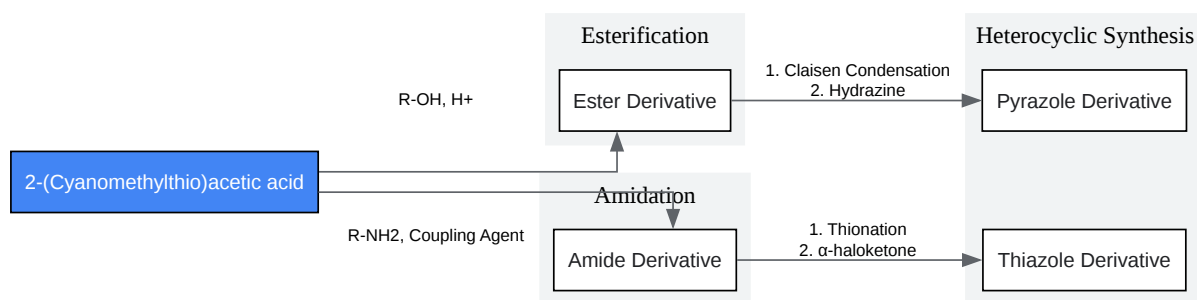 Esterification
Heterocyclic Synthesis
1. Claisen Condensation
2. Hydrazine
R-OH, H+
Ester Derivative
Pyrazole Derivative
2-(Cyanomethylthio)acetic acid
Amidation
R-NH2, Coupling Agent
1. Thionation
2. α-haloketone
Amide Derivative
Thiazole Derivative